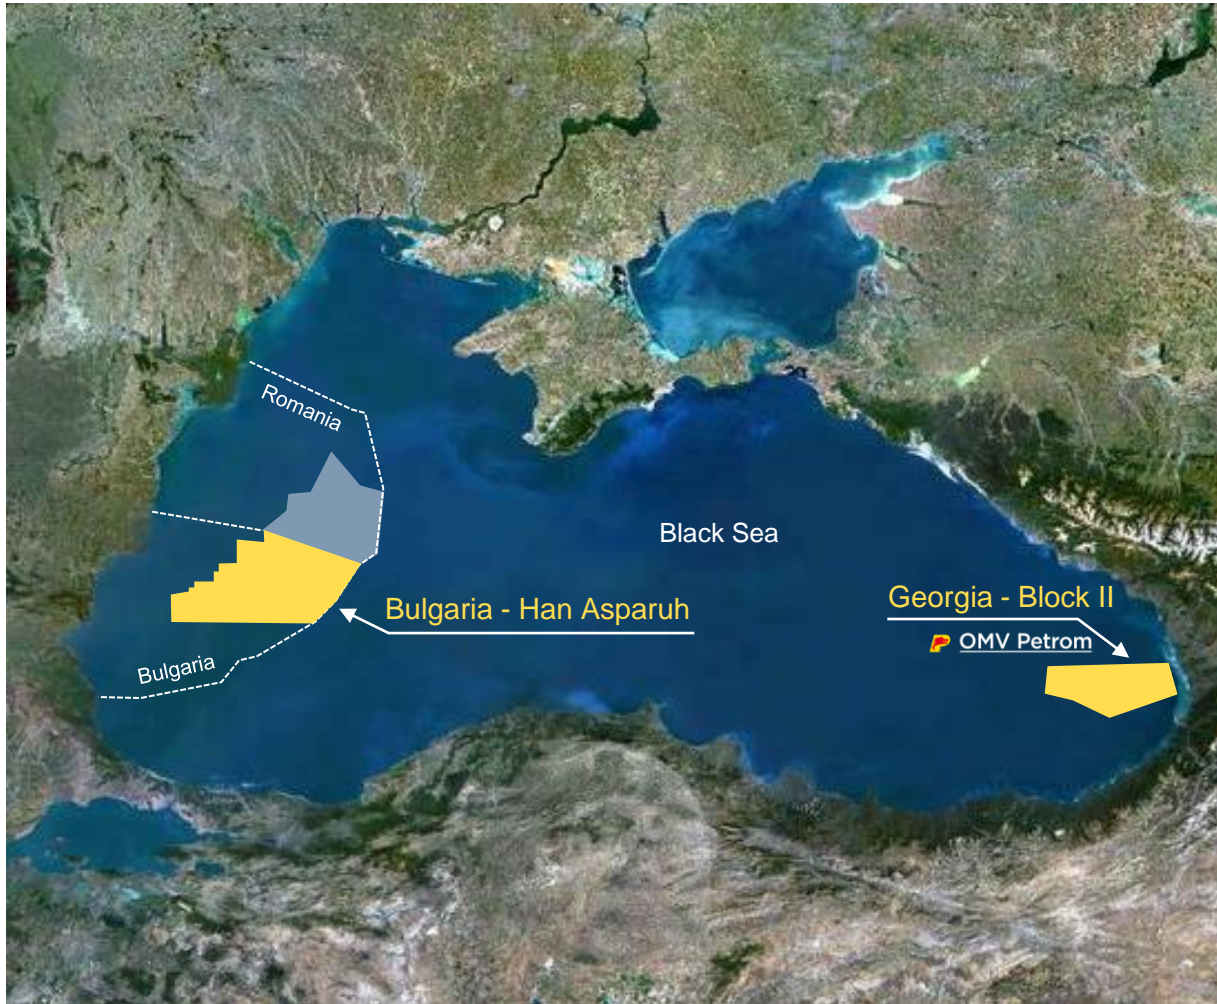 Romania
Black Sea
Bulgaria - Han Asparuh
Georgia - Block II
OMV Petrom
Bulgaria